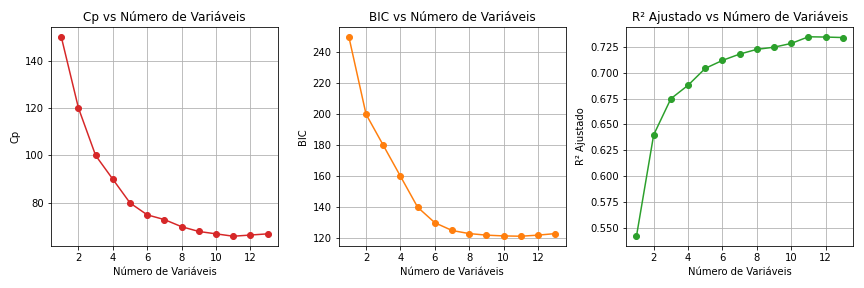 Cp vs Número de Variáveis
140
120
100
80
Cp
2 4 6 8 10 12
Número de Variáveis
BIC vs Número de Variáveis
240
220
200
180
160
140
120
BIC
2 4 6 8 10 12
Número de Variáveis
R² Ajustado vs Número de Variáveis
0.725
0.700
0.675
0.650
0.625
0.600
0.575
0.550
R² Ajustado
2 4 6 8 10 12
Número de Variáveis